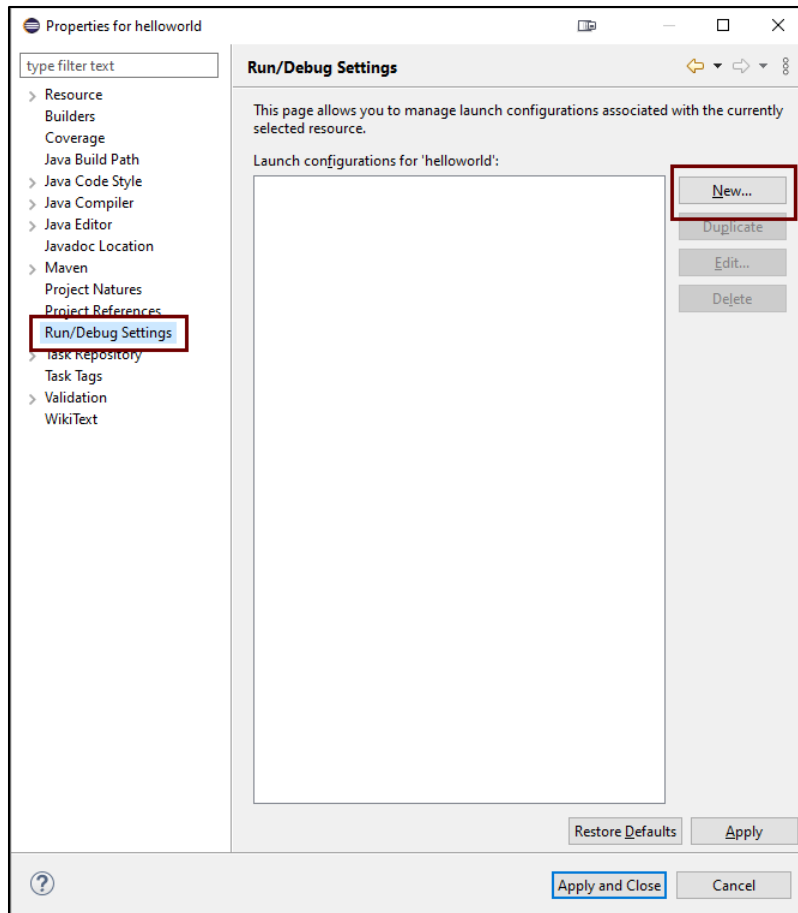 Properties for helloworld
type filter text
Resource
Builders
Coverage
Java Build Path
Java Code Style
Java Compiler
Java Editor
Javadoc Location
Maven
Project Natures
Project References
Run/Debug Settings
Task Repository
Task Tags
Validation
WikiText
Run/Debug Settings
This page allows you to manage launch configurations associated with the currently
selected resource.
Launch configurations for 'helloworld':
New...
Duplicate
Edit...
Delete
Restore Defaults
Apply
?
Apply and Close
Cancel